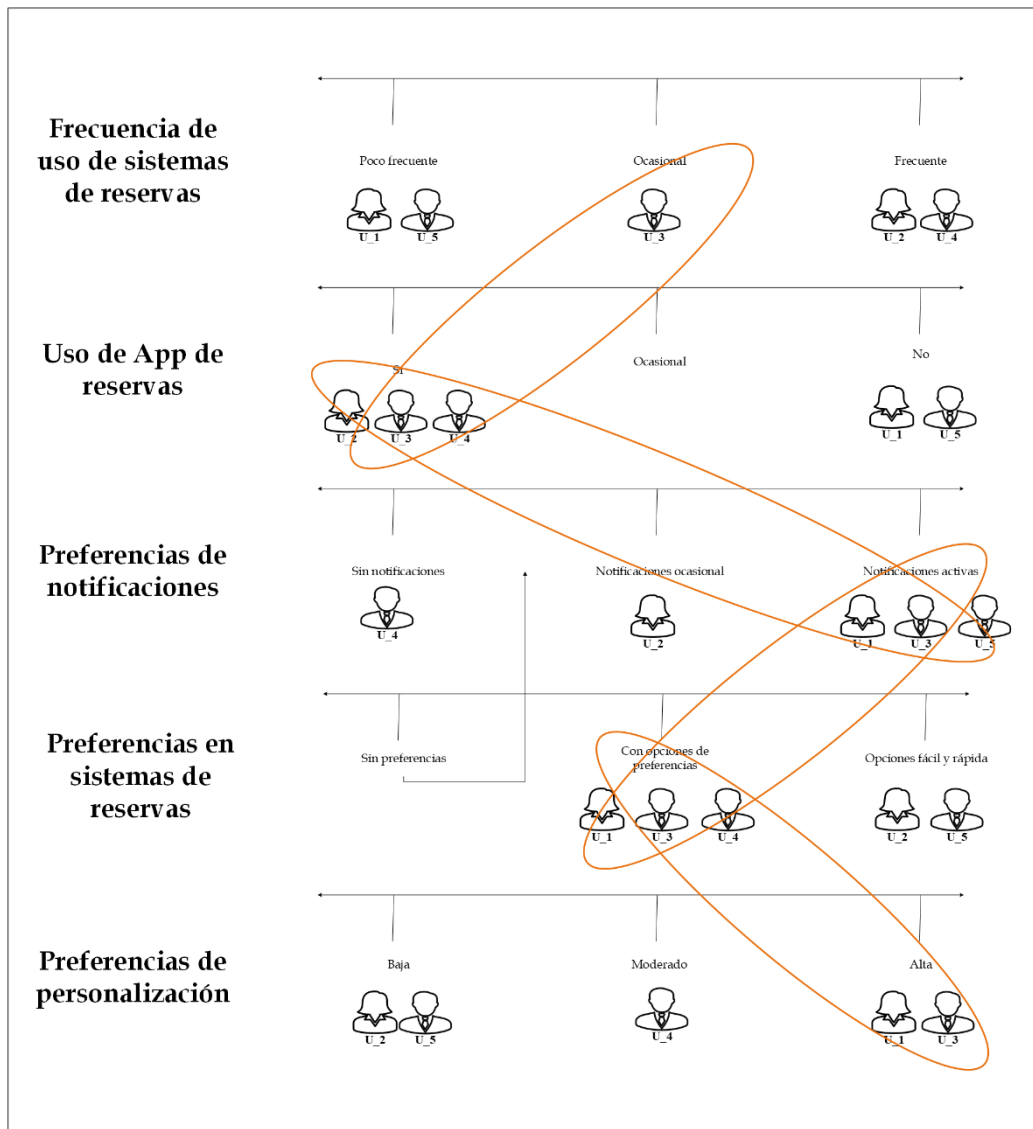 Frecuencia de
uso de sistemas
de reservas
Poco frecuente
Ocasional
Frecuente
U_1
U_5
U_3
U_2
U_4
Uso de App de
reservas
Sí
Ocasional
No
U_2
U_3
U_4
U_1
U_5
Preferencias de
notificaciones
Sin notificaciones
Notificaciones ocasional
Notificaciones activas
U_4
U_2
U_1
U_3
U_5
Preferencias en
sistemas de
reservas
Sin preferencias
Con opciones de
preferencias
Opciones fácil y rápida
U_1
U_3
U_4
U_2
U_5
Preferencias de
personalización
Baja
Moderado
Alta
U_2
U_5
U_4
U_1
U_3